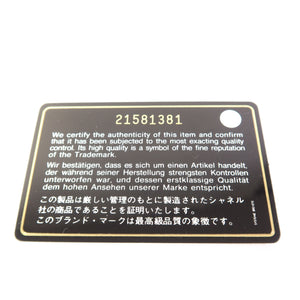 21581381
We certify the authenticity of this item and confirm
that it has been subjected to the most exacting quality
control. Its high quality is a symbol of the fine reputation
of the Trademark.
Wir bestätigen, dass es sich um einen Artikel handelt,
der während seiner Herstellung strengsten Kontrollen
unterworfen war, und dessen erstklassige Qualität
dem hohen Ansehen unserer Marke entspricht.
この製品は厳しい管理のもとに製造されたシャネル
社の商品であることを証明いたします。
このブランド・マークは最高級品質の象徴です。